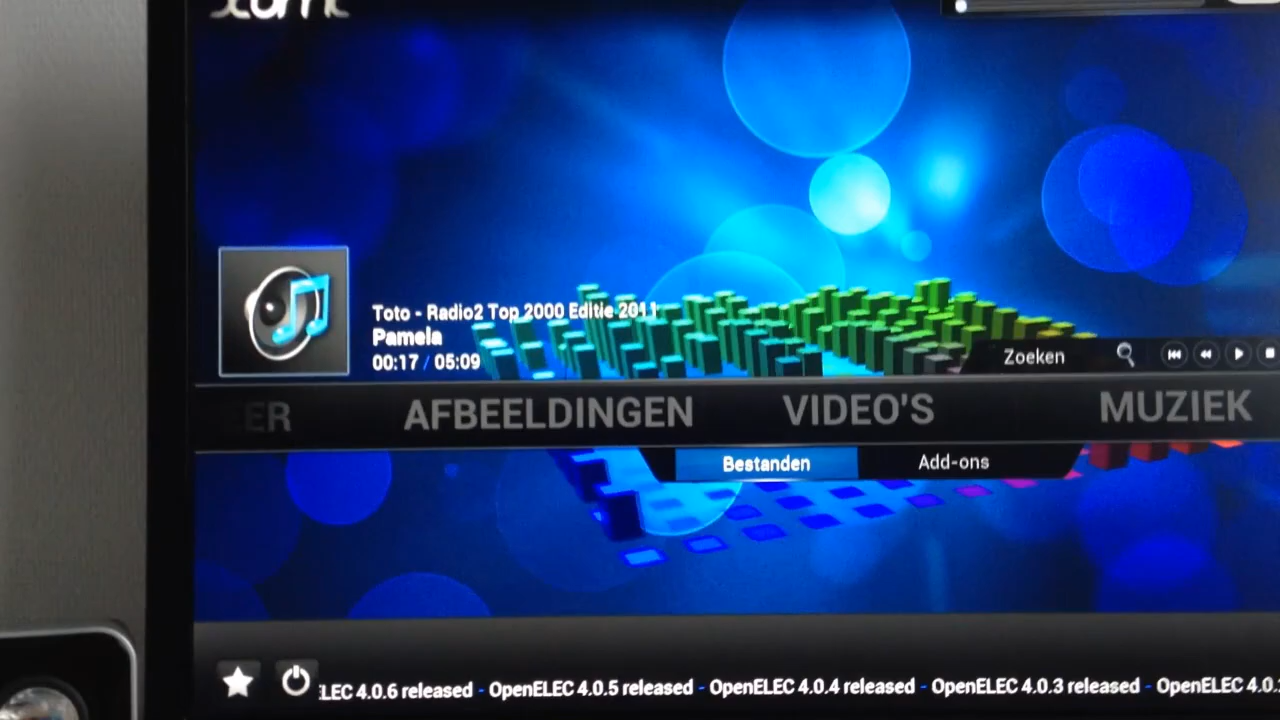 Toto - Radio2 Top 2000 Editie 2011
Pamela
00:17 / 05:09
Zoeken
ER AFBEELDINGEN VIDEO'S MUZIEK
Bestanden Add-ons
ELEC 4.0.6 released - OpenELEC 4.0.5 released - OpenELEC 4.0.4 released - OpenELEC 4.0.3 released - OpenELEC 4.0.